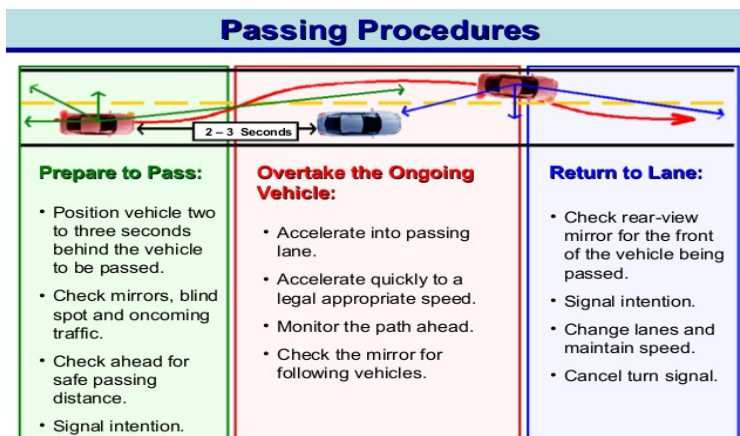 Passing Procedures
2 – 3 Seconds
Prepare to Pass:
• Position vehicle two
to three seconds
behind the vehicle
to be passed.
• Check mirrors, blind
spot and oncoming
traffic.
• Check ahead for
safe passing
distance.
• Signal intention.
Overtake the Ongoing
Vehicle:
• Accelerate into passing
lane.
• Accelerate quickly to a
legal appropriate speed.
• Monitor the path ahead.
• Check the mirror for
following vehicles.
Return to Lane:
• Check rear-view
mirror for the front
of the vehicle being
passed.
• Signal intention.
• Change lanes and
maintain speed.
• Cancel turn signal.